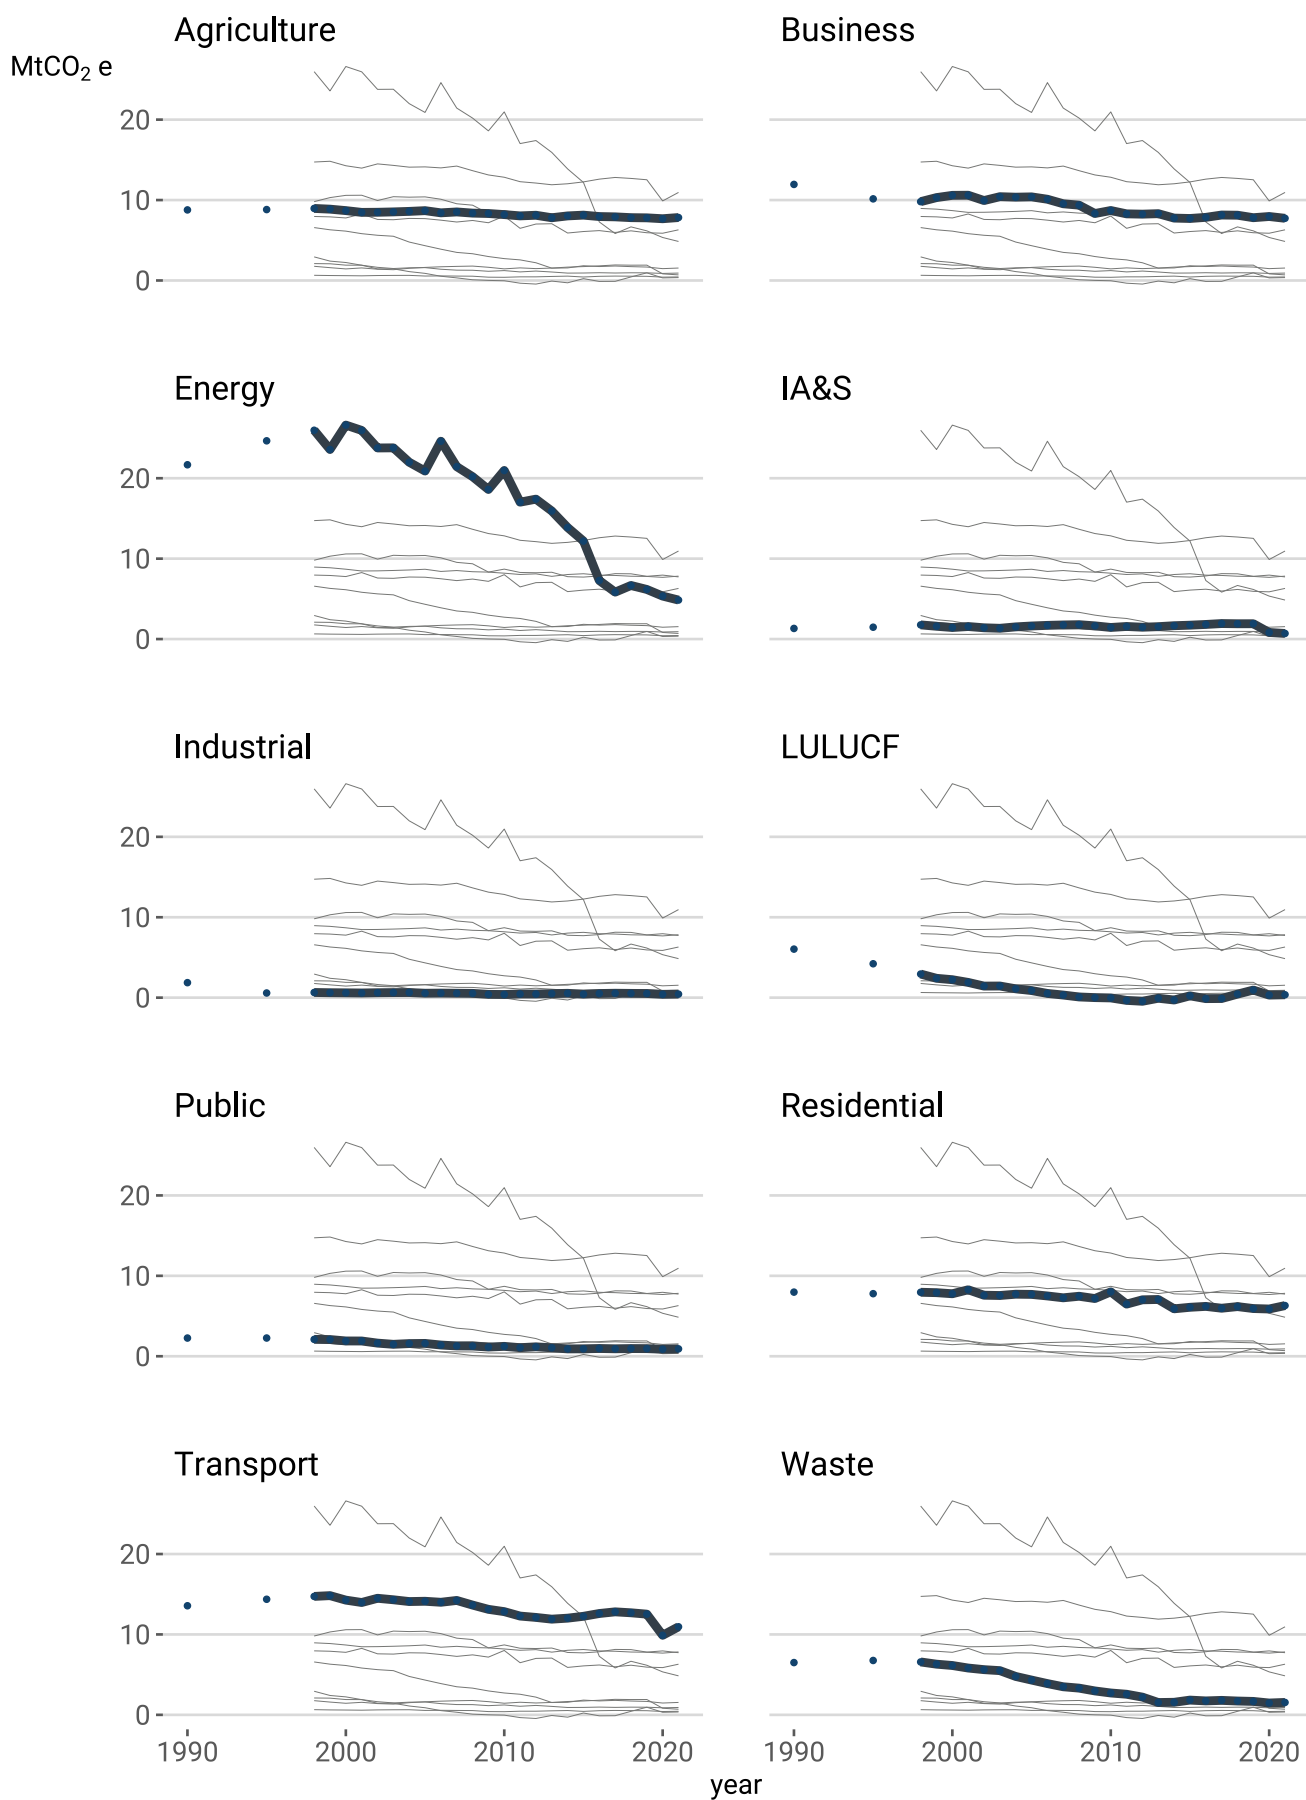 Agriculture
Business
MtCO₂ e
20
10
0
Energy
IA&S
20
10
0
Industrial
LULUCF
20
10
0
Public
Residential
20
10
0
Transport
Waste
20
10
0
1990 2000 2010 2020 1990 2000 2010 2020
year